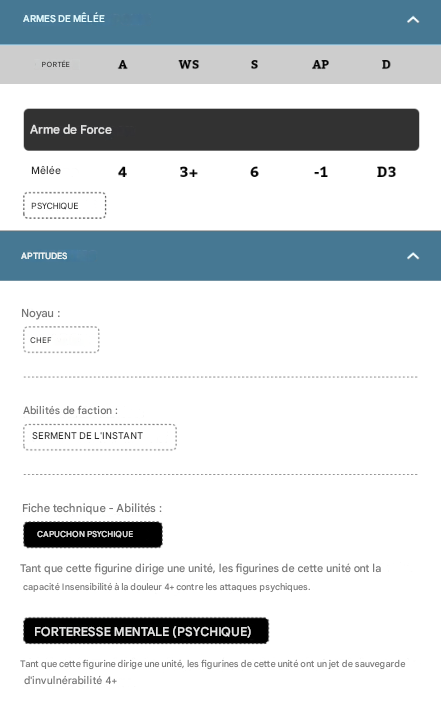 ARMES DE MÊLÉE
PORTÉE A WS S AP D
Arme de Force
Mêlée 4 3+ 6 -1 D3
PSYCHIQUE
APTITUDES
Noyau :
CHEF
Abilités de faction :
SERMENT DE L'INSTANT
Fiche technique - Abilités :
CAPUCHON PSYCHIQUE
Tant que cette figurine dirige une unité, les figurines de cette unité ont la
capacité Insensibilité à la douleur 4+ contre les attaques psychiques.
FORTERESSE MENTALE (PSYCHIQUE)
Tant que cette figurine dirige une unité, les figurines de cette unité ont un jet de sauvegarde
d'invulnérabilité 4+